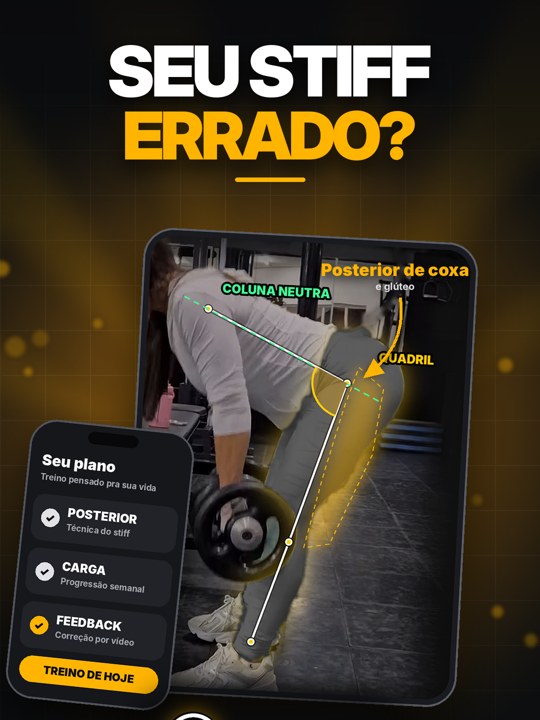 SEU STIFF
ERRADO?
Posterior de coxa
e glúteo
COLUNA NEUTRA
QUADRIL
Seu plano
Treino pensado pra sua vida
POSTERIOR
Técnica do stiff
CARGA
Progressão semanal
FEEDBACK
Correção por vídeo
TREINO DE HOJE